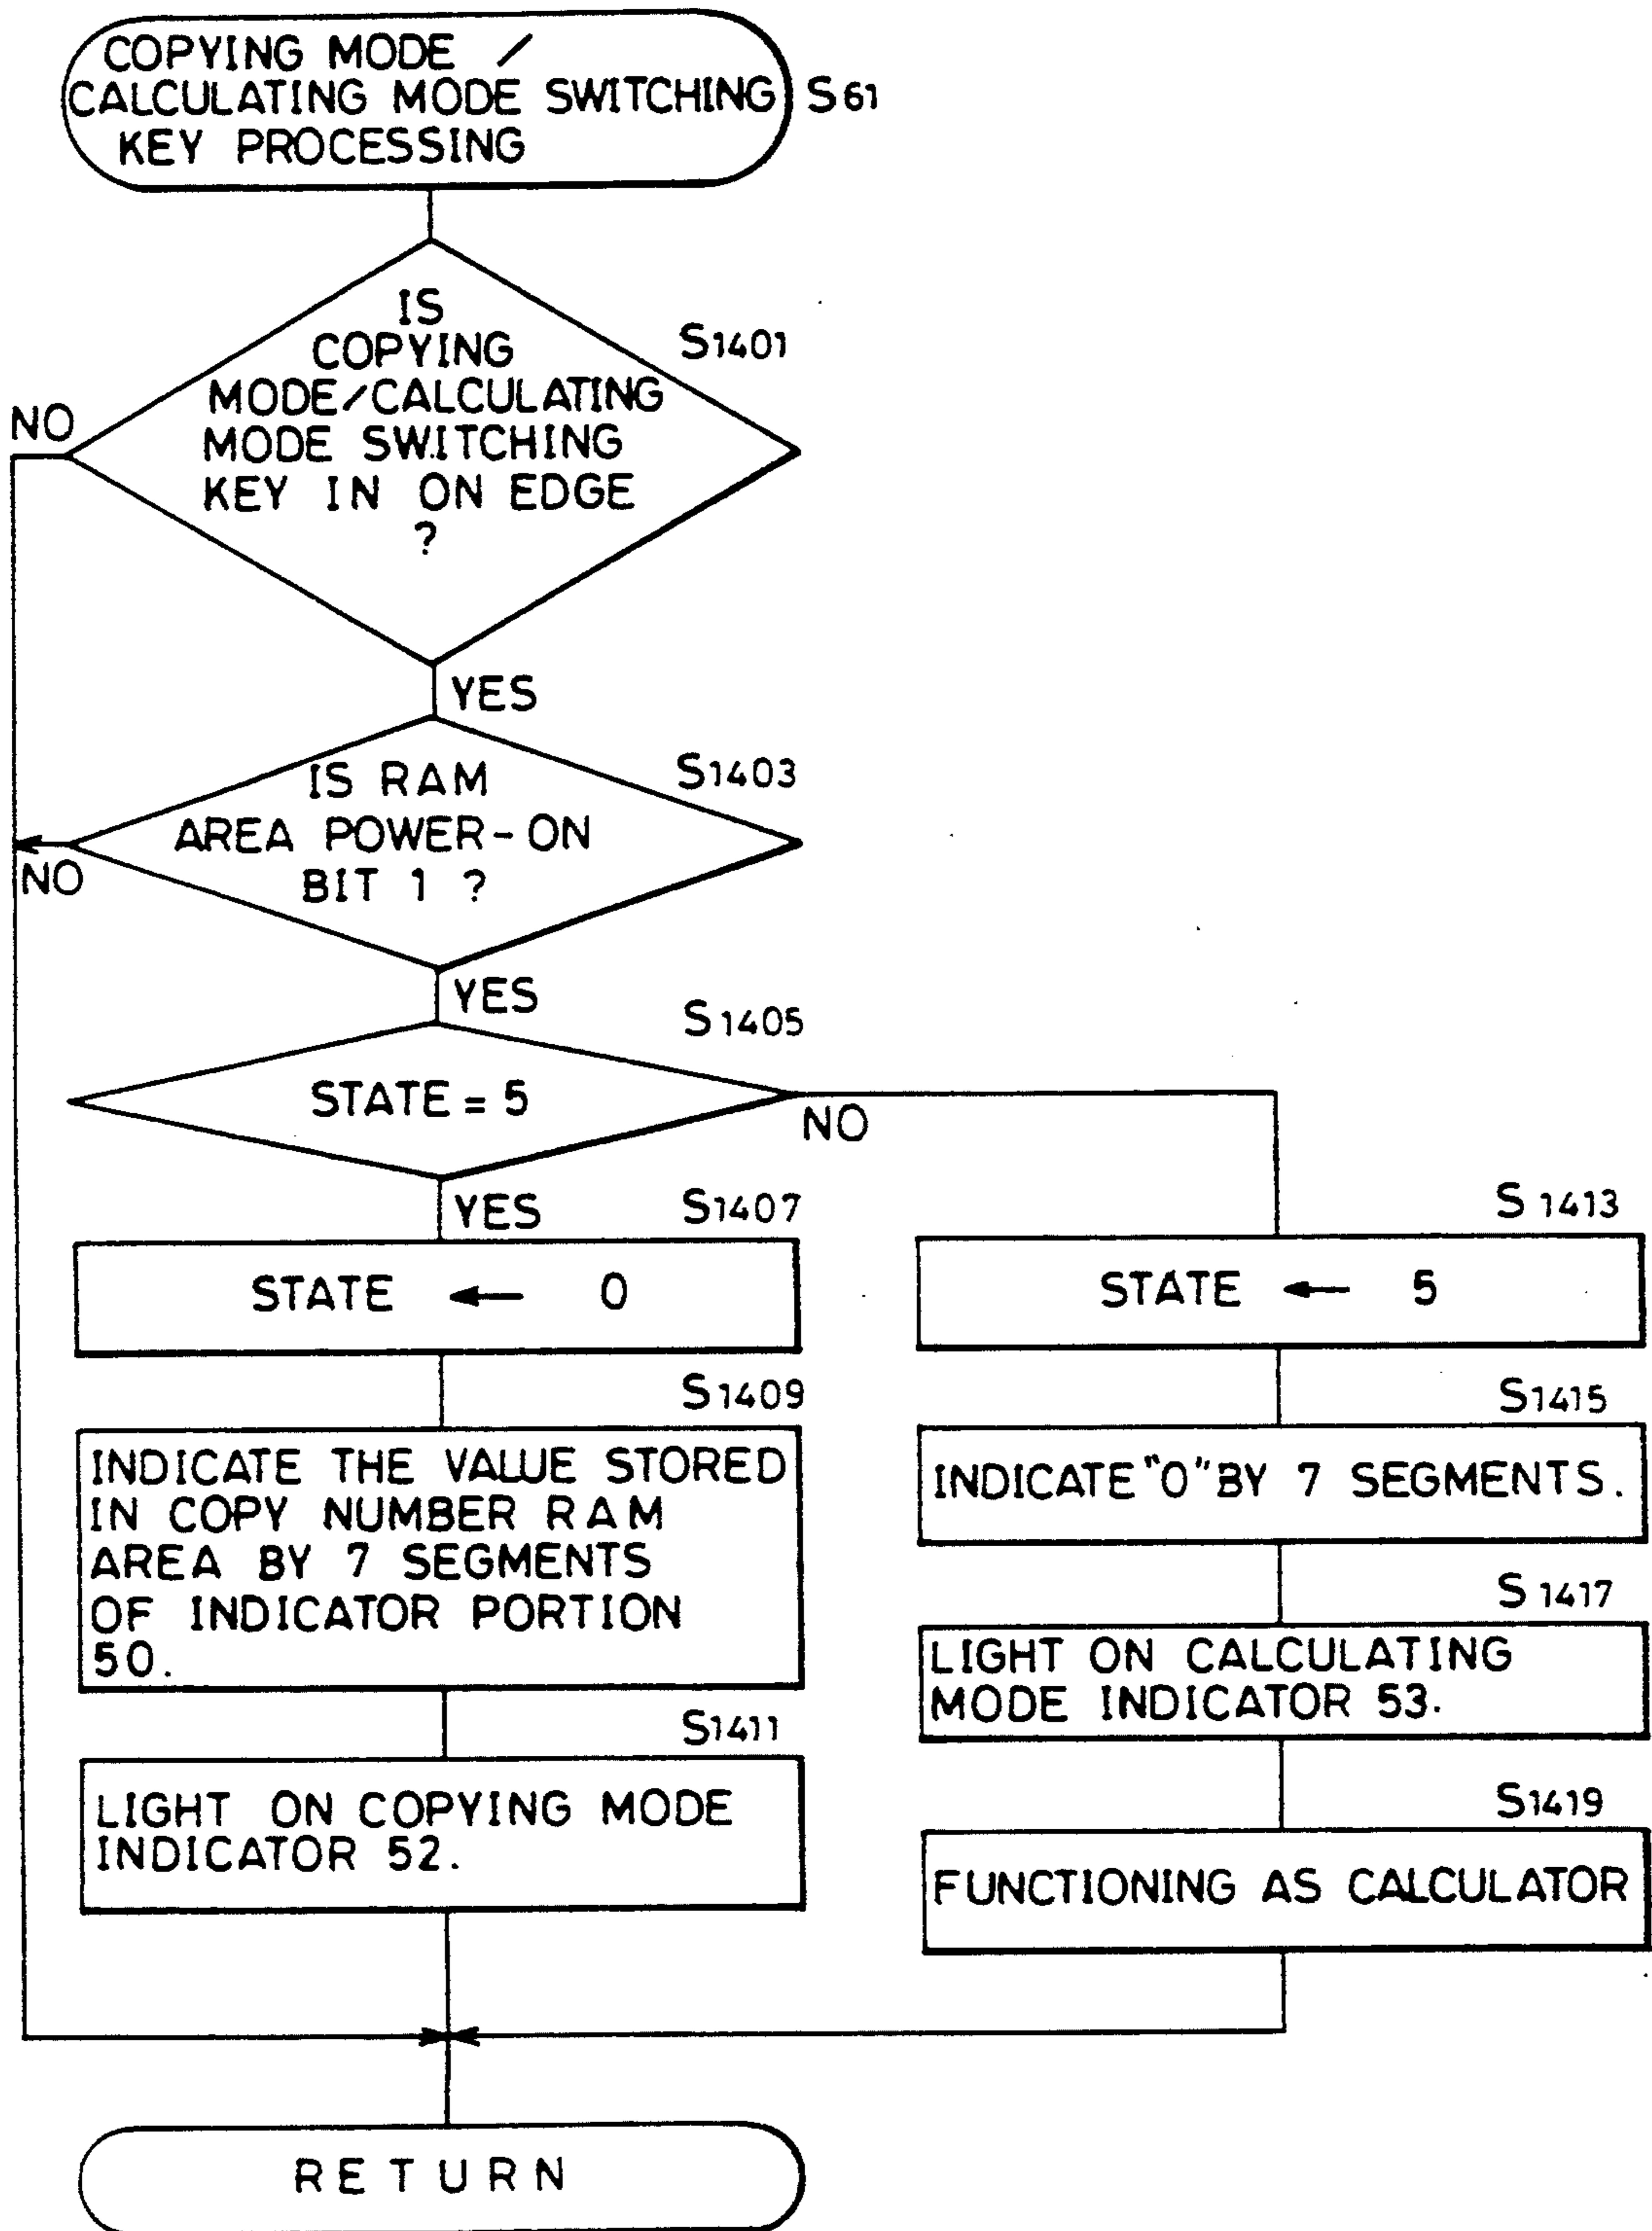 COPYING MODE /
CALCULATING MODE SWITCHING
KEY PROCESSING
S61
IS
COPYING
MODE/CALCULATING
MODE SWITCHING
KEY IN ON EDGE
?
S1401
NO
YES
IS RAM
AREA POWER-ON
BIT 1 ?
S1403
NO
YES
S1405
STATE = 5
NO
YES
S1407
STATE ← 0
S1409
INDICATE THE VALUE STORED
IN COPY NUMBER RAM
AREA BY 7 SEGMENTS
OF INDICATOR PORTION
50.
S1411
LIGHT ON COPYING MODE
INDICATOR 52.
S1413
STATE ← 5
S1415
INDICATE "0" BY 7 SEGMENTS.
S1417
LIGHT ON CALCULATING
MODE INDICATOR 53.
S1419
FUNCTIONING AS CALCULATOR
RETURN